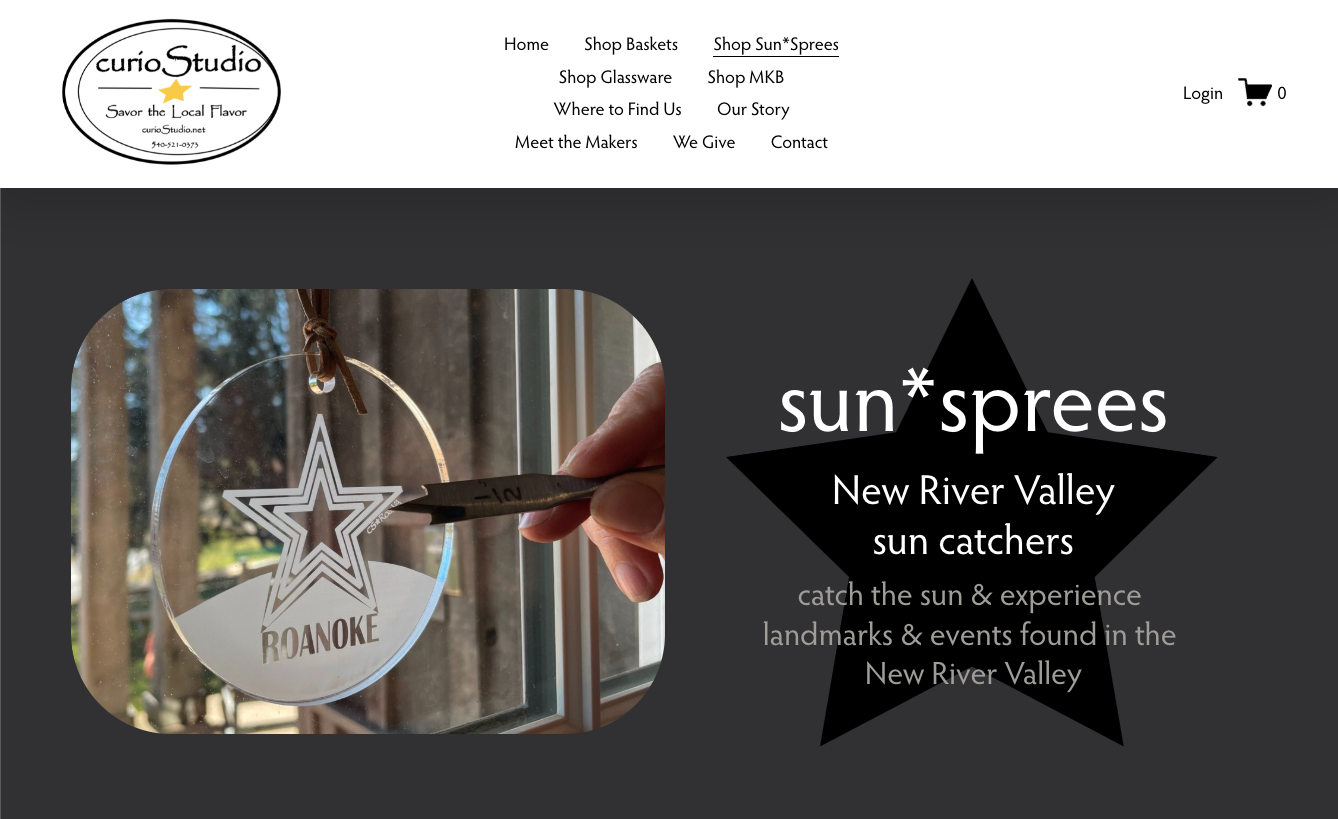 curioStudio
Savor the Local Flavor
curioStudio.net
540-521-0373
Home Shop Baskets Shop Sun*Sprees
Shop Glassware Shop MKB
Where to Find Us Our Story
Meet the Makers We Give Contact
Login 0
ROANOKE
sun*sprees
New River Valley
sun catchers
catch the sun & experience
landmarks & events found in the
New River Valley